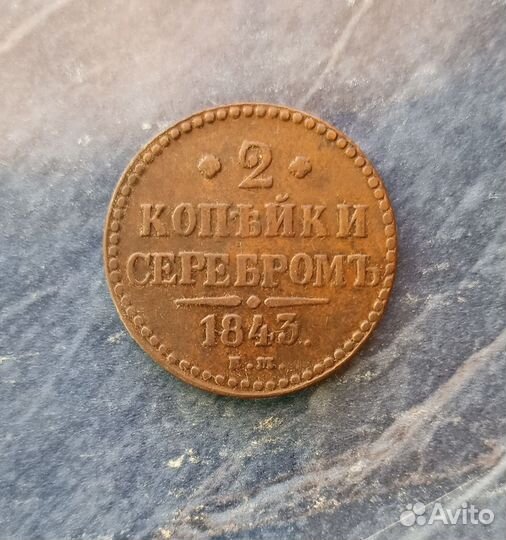 2
КОПѢЙКИ
СЕРЕБРОМЪ
1843.
Е.М.
Avito